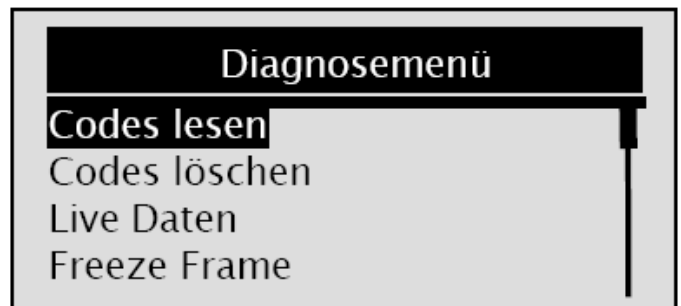 Diagnosemenü
Codes lesen
Codes löschen
Live Daten
Freeze Frame